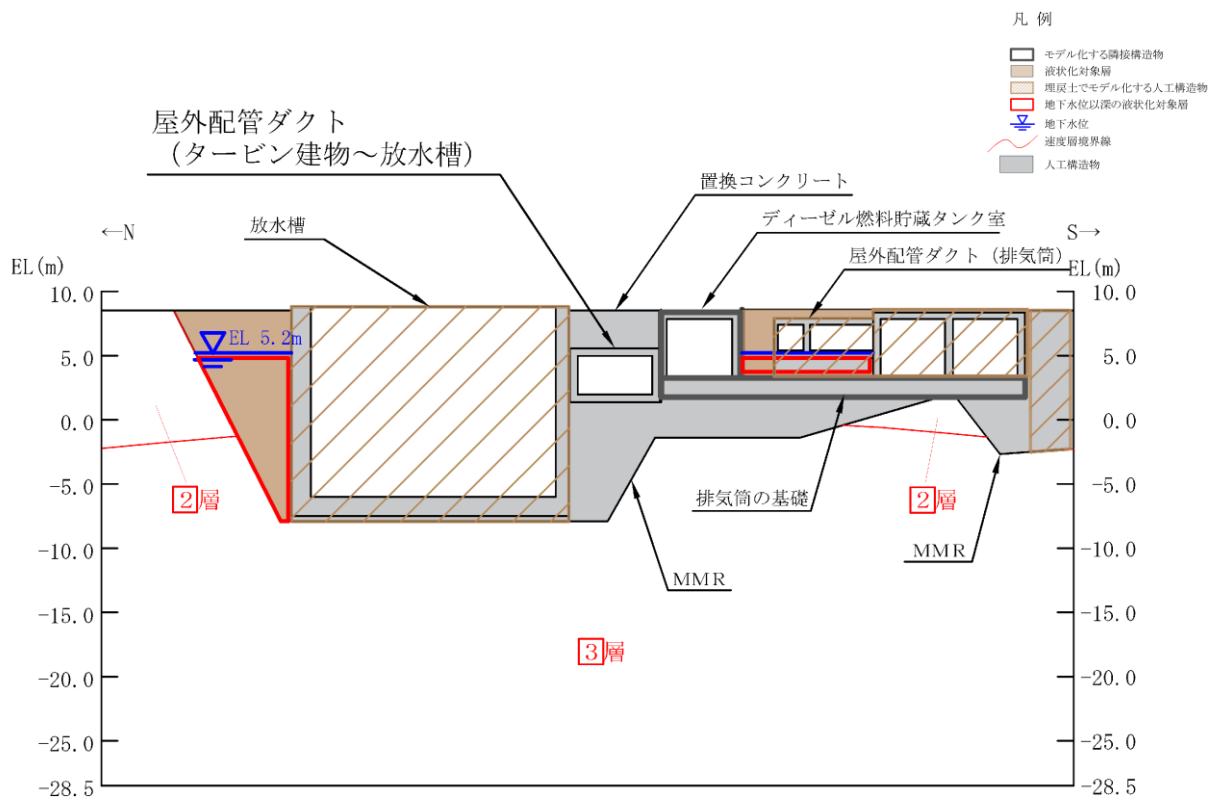 凡 例
モデル化する隣接構造物
液状化対象層
埋戻土でモデル化する人工構造物
地下水位以深の液状化対象層
地下水位
速度層境界線
人工構造物
屋外配管ダクト
（タービン建物～放水槽）
置換コンクリート
ディーゼル燃料貯蔵タンク室
←N
放水槽
S→
屋外配管ダクト（排気筒）
EL(m)
EL(m)
10.0
10.0
EL 5.2m
5.0
5.0
0.0
0.0
-5.0
2層
排気筒の基礎
2層
-5.0
-10.0
MMR
MMR
-10.0
-15.0
-15.0
3層
-20.0
-20.0
-25.0
-25.0
-28.5
-28.5